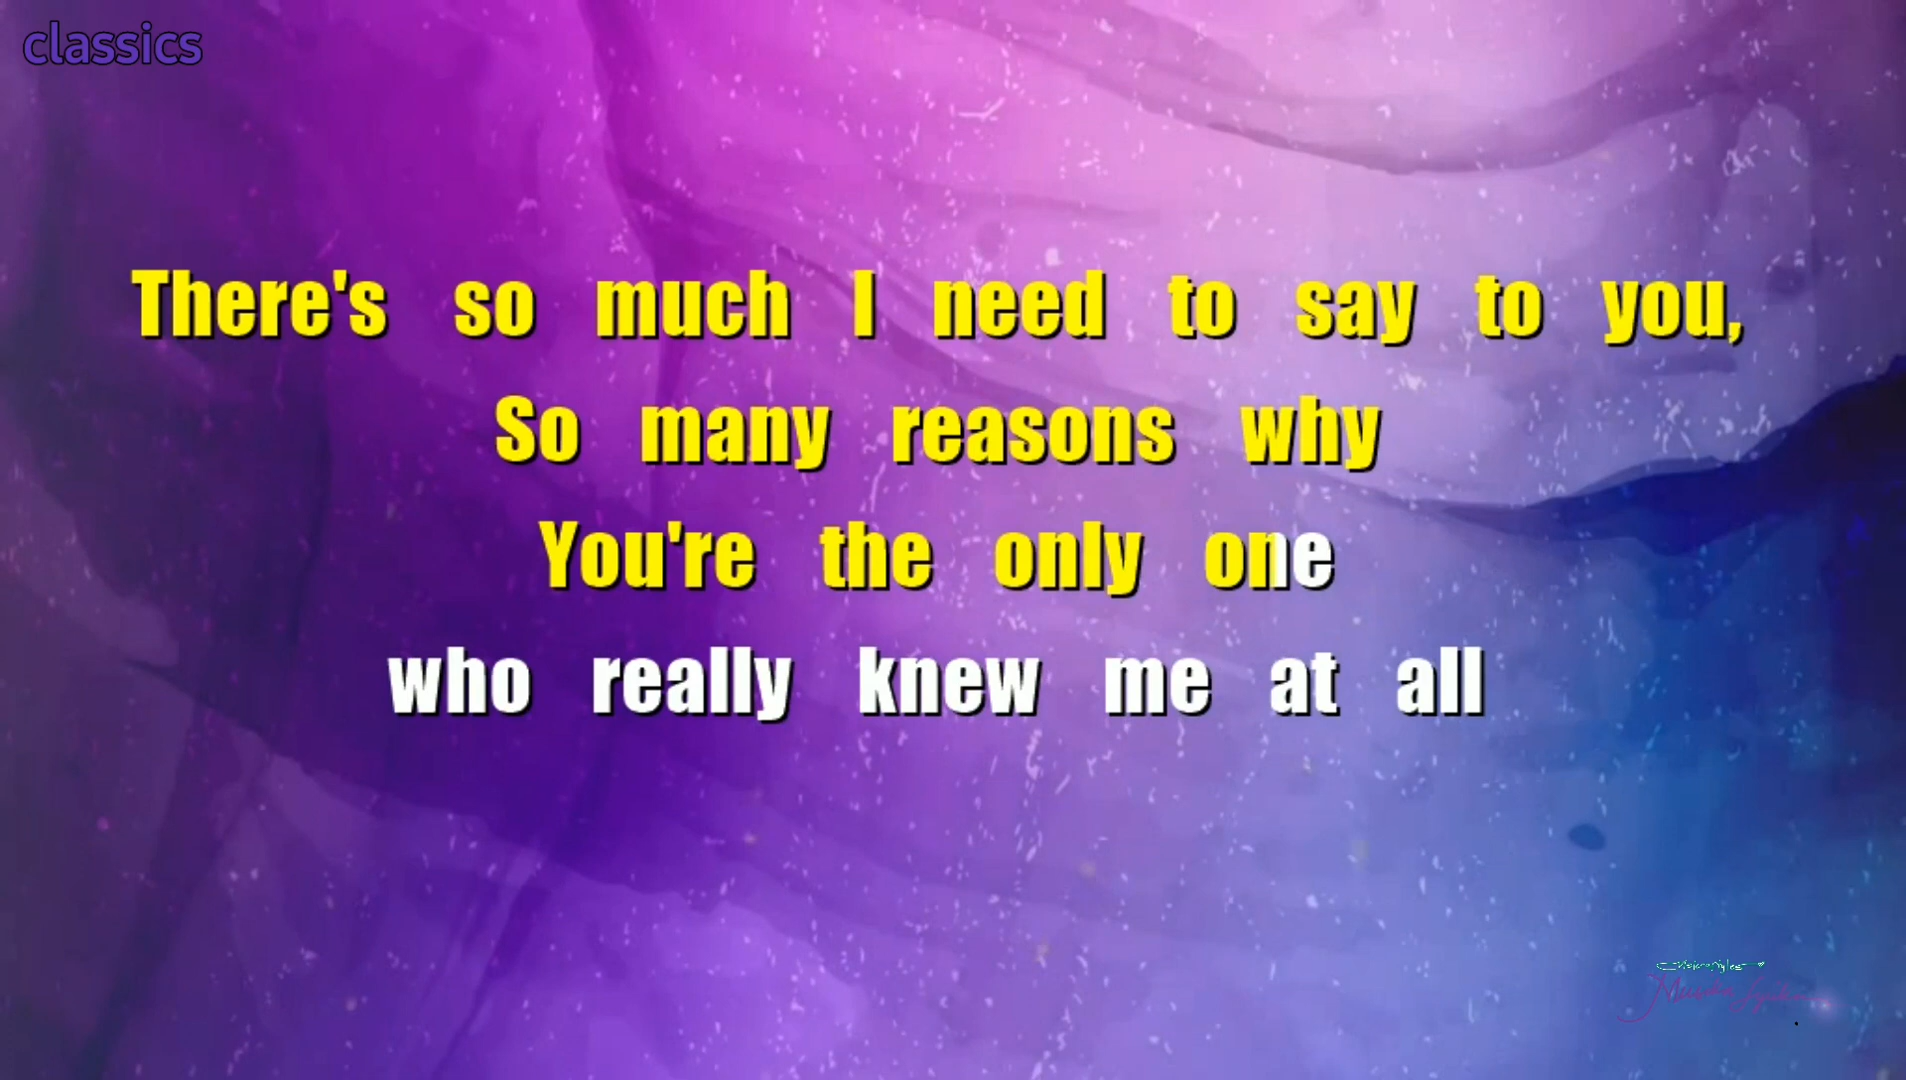 classics
There's so much I need to say to you,
So many reasons why
You're the only one
who really knew me at all